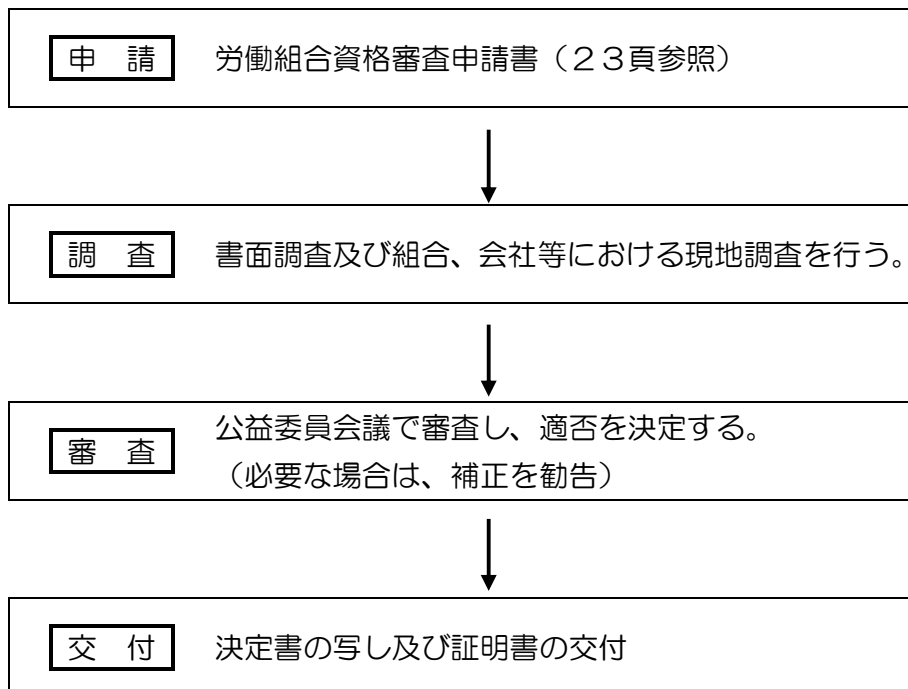 申　請　労働組合資格審査申請書（２３頁参照）
調　査　書面調査及び組合、会社等における現地調査を行う。
審　査　公益委員会議で審査し、適否を決定する。
（必要な場合は、補正を勧告）
交　付　決定書の写し及び証明書の交付